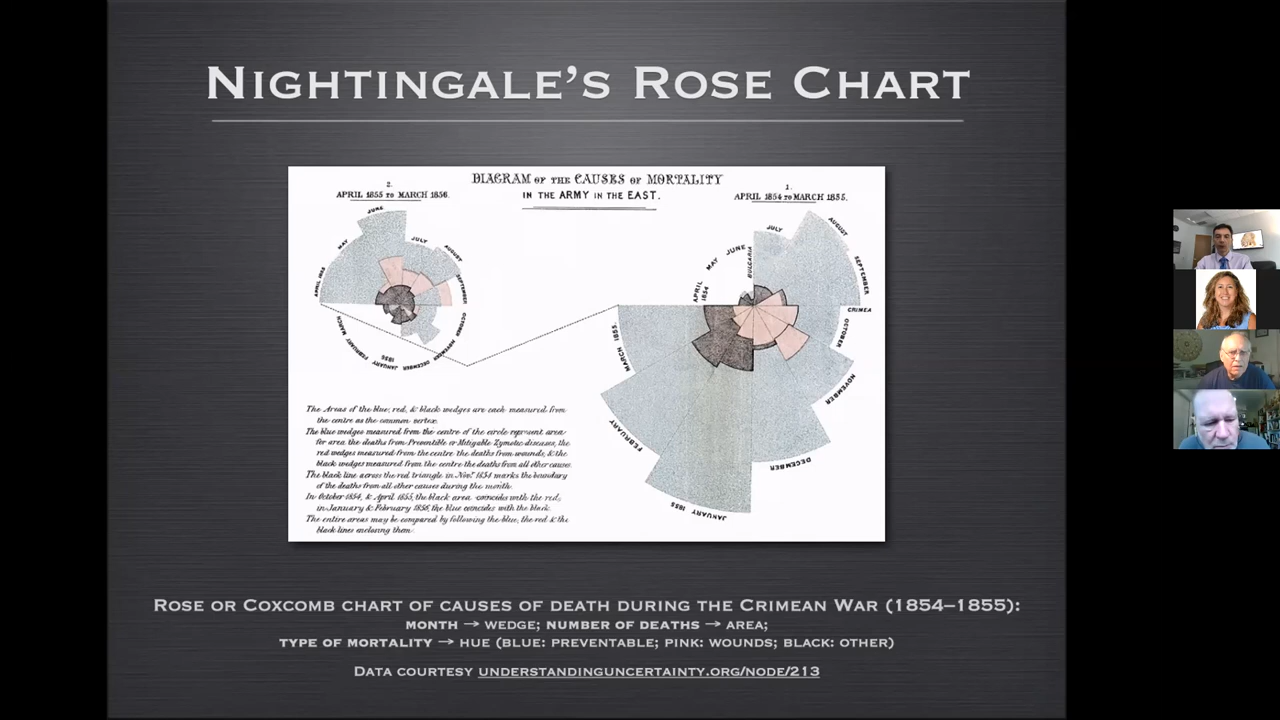 NIGHTINGALE'S ROSE CHART
DIAGRAM OF THE CAUSES OF MORTALITY
IN THE ARMY IN THE EAST.
2.
APRIL 1855 TO MARCH 1856.
1.
APRIL 1854 TO MARCH 1855.
JUNE
MAY
JULY
AUGUST
APRIL 1855
SEPTEMBER
OCTOBER
NOVEMBER
DECEMBER
JANUARY
1856
FEBRUARY
MARCH
JULY
AUGUST
JUNE
MAY
BULGARIA
APRIL
1854
SEPTEMBER
CRIMEA
OCTOBER
NOVEMBER
DECEMBER
JANUARY 1855
FEBRUARY
MARCH 1855
The Areas of the blue, red, & black wedges are each measured from
the centre as the common vertex.
The blue wedges measured from the centre of the circle represent area
for area the deaths from Preventible or Mitigable Zymotic diseases, the
red wedges measured from the centre the deaths from wounds, & the
black wedges measured from the centre the deaths from all other causes
The black line across the red triangle in Nov.r 1854 marks the boundary
of the deaths from all other causes during the month.
In October 1854, & April 1855, the black area coincides with the red,
in January & February 1856, the blue coincides with the black.
The entire areas may be compared by following the blue, the red & the
black lines enclosing them.
ROSE OR COXCOMB CHART OF CAUSES OF DEATH DURING THE CRIMEAN WAR (1854–1855):
MONTH → WEDGE; NUMBER OF DEATHS → AREA;
TYPE OF MORTALITY → HUE (BLUE: PREVENTABLE; PINK: WOUNDS; BLACK: OTHER)
DATA COURTESY UNDERSTANDINGUNCERTAINTY.ORG/NODE/213